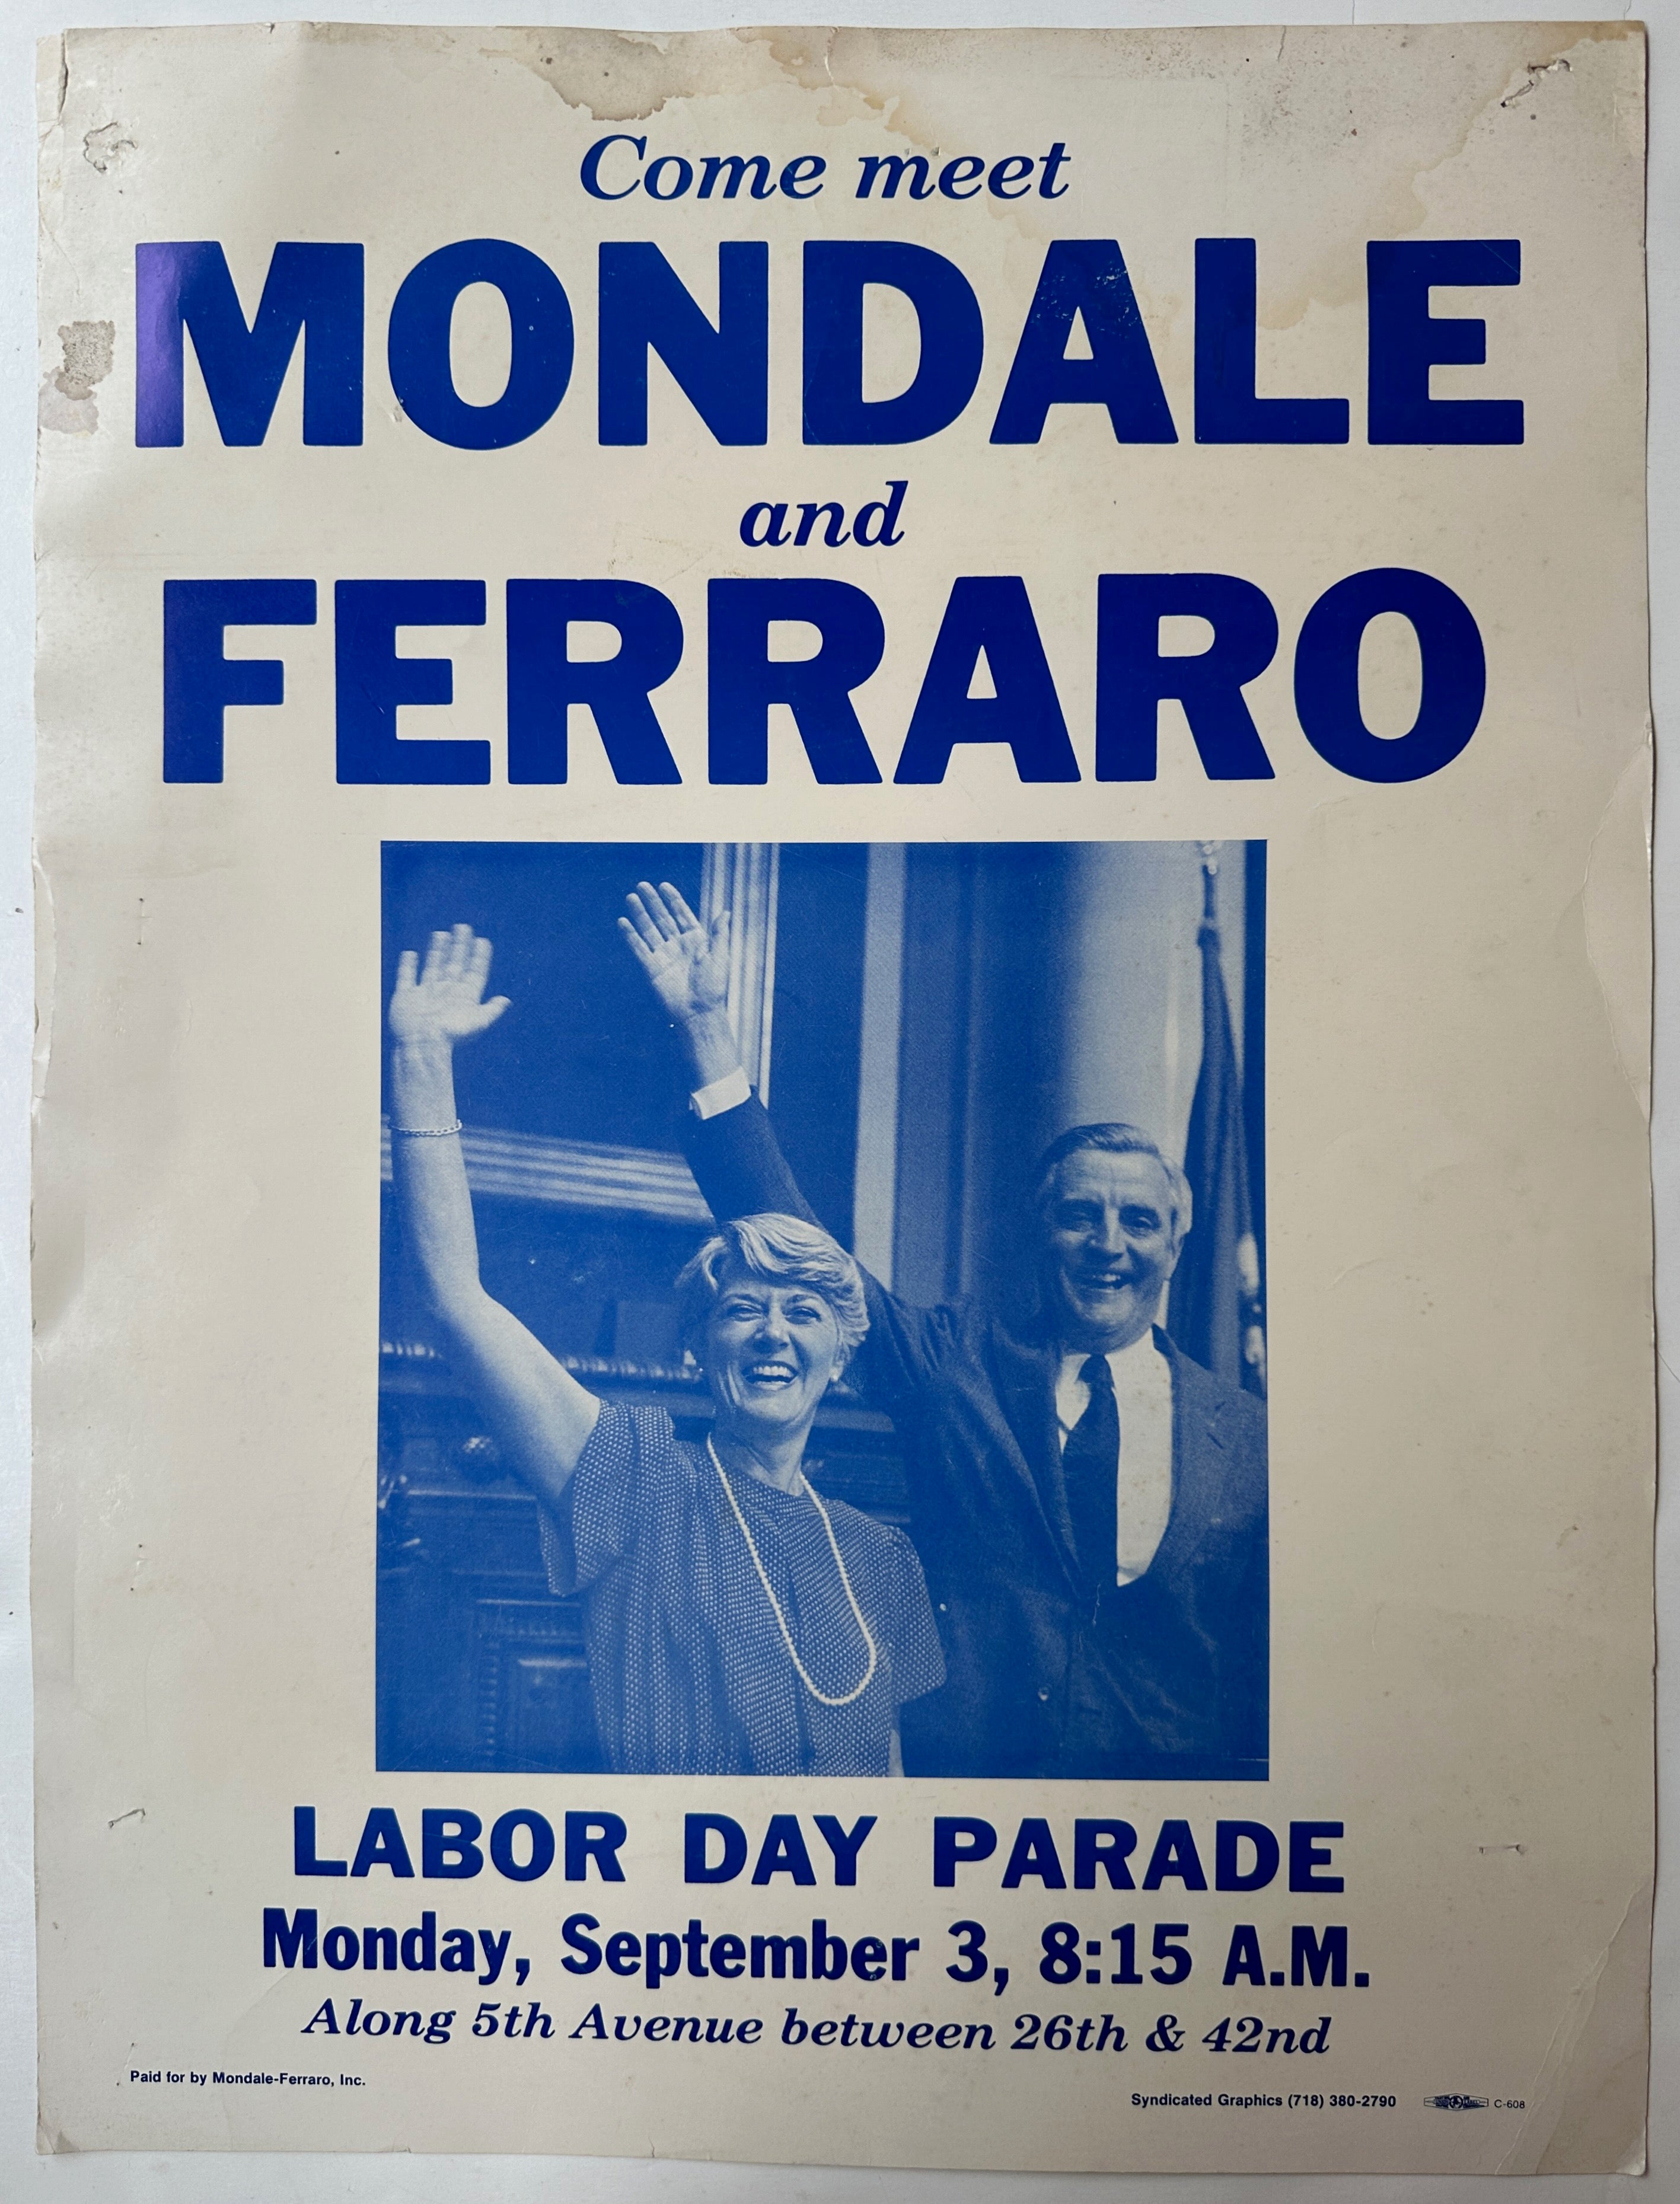 Come meet
MONDALE
and
FERRARO
LABOR DAY PARADE
Monday, September 3, 8:15 A.M.
Along 5th Avenue between 26th & 42nd
Paid for by Mondale-Ferraro, Inc.
Syndicated Graphics (718) 380-2790 C-608